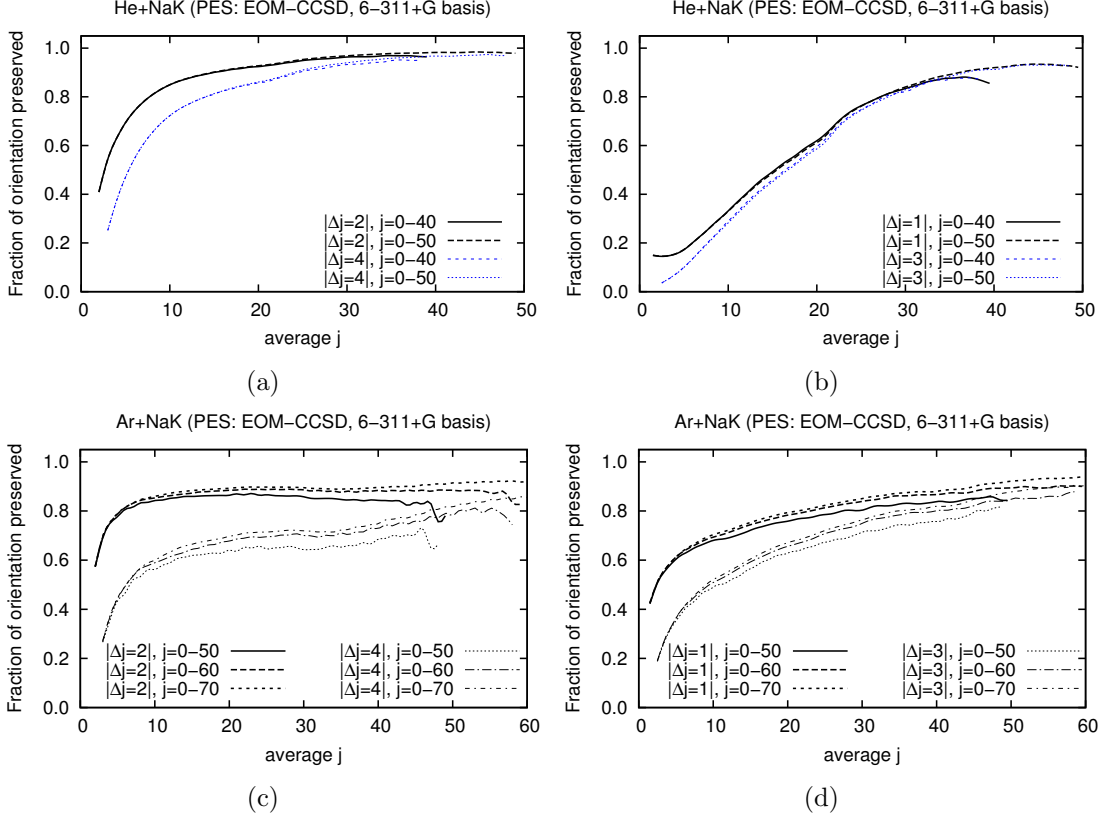 He+NaK (PES: EOM−CCSD, 6−311+G basis)
Fraction of orientation preserved
1.0
0.8
0.6
0.4
0.2
0.0
|Δj=2|, j=0−40
|Δj=2|, j=0−50
|Δj=4|, j=0−40
|Δj=4|, j=0−50
0 10 20 30 40 50
average j
(a)
He+NaK (PES: EOM−CCSD, 6−311+G basis)
Fraction of orientation preserved
1.0
0.8
0.6
0.4
0.2
0.0
|Δj=1|, j=0−40
|Δj=1|, j=0−50
|Δj=3|, j=0−40
|Δj=3|, j=0−50
0 10 20 30 40 50
average j
(b)
Ar+NaK (PES: EOM−CCSD, 6−311+G basis)
Fraction of orientation preserved
1.0
0.8
0.6
0.4
0.2
0.0
|Δj=2|, j=0−50
|Δj=2|, j=0−60
|Δj=2|, j=0−70
|Δj=4|, j=0−50
|Δj=4|, j=0−60
|Δj=4|, j=0−70
0 10 20 30 40 50 60
average j
(c)
Ar+NaK (PES: EOM−CCSD, 6−311+G basis)
Fraction of orientation preserved
1.0
0.8
0.6
0.4
0.2
0.0
|Δj=1|, j=0−50
|Δj=1|, j=0−60
|Δj=1|, j=0−70
|Δj=3|, j=0−50
|Δj=3|, j=0−60
|Δj=3|, j=0−70
0 10 20 30 40 50 60
average j
(d)